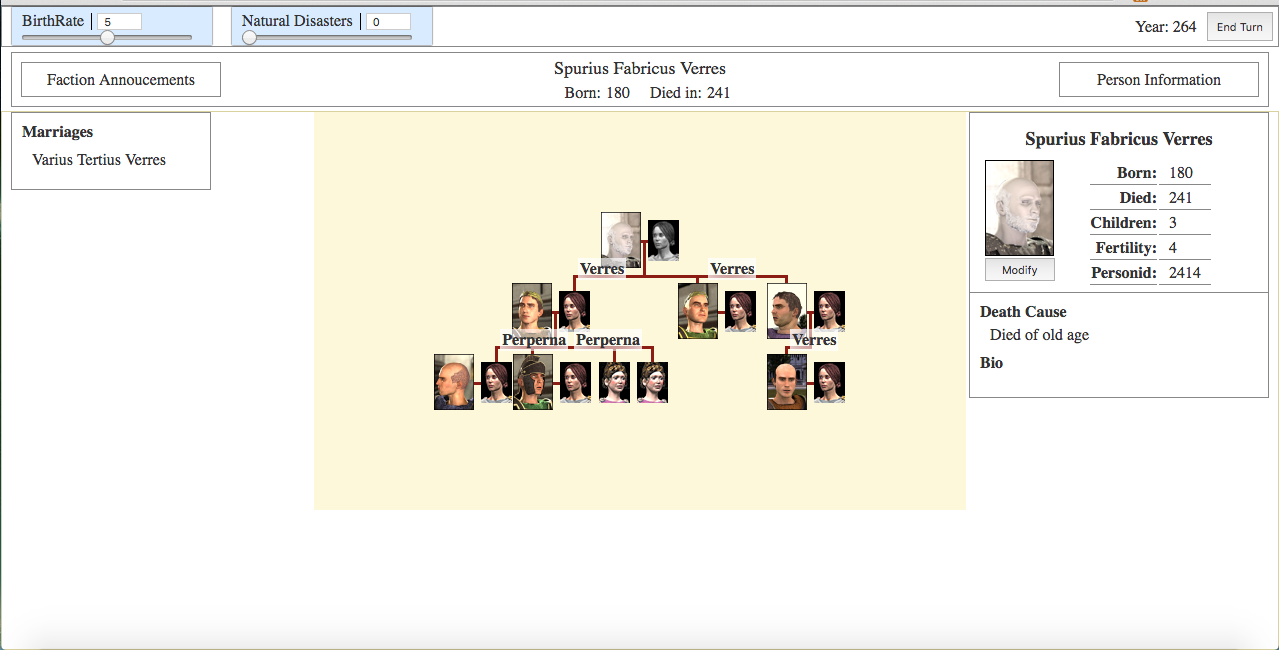 BirthRate 5 Natural Disasters 0 Year: 264 End Turn
Faction Annoucements Spurius Fabricus Verres Person Information
Born: 180 Died in: 241
Marriages
Varius Tertius Verres
Verres Verres
Perperna Perperna Verres
Spurius Fabricus Verres
Born: 180
Died: 241
Children: 3
Fertility: 4
Personid: 2414
Modify
Death Cause
Died of old age
Bio